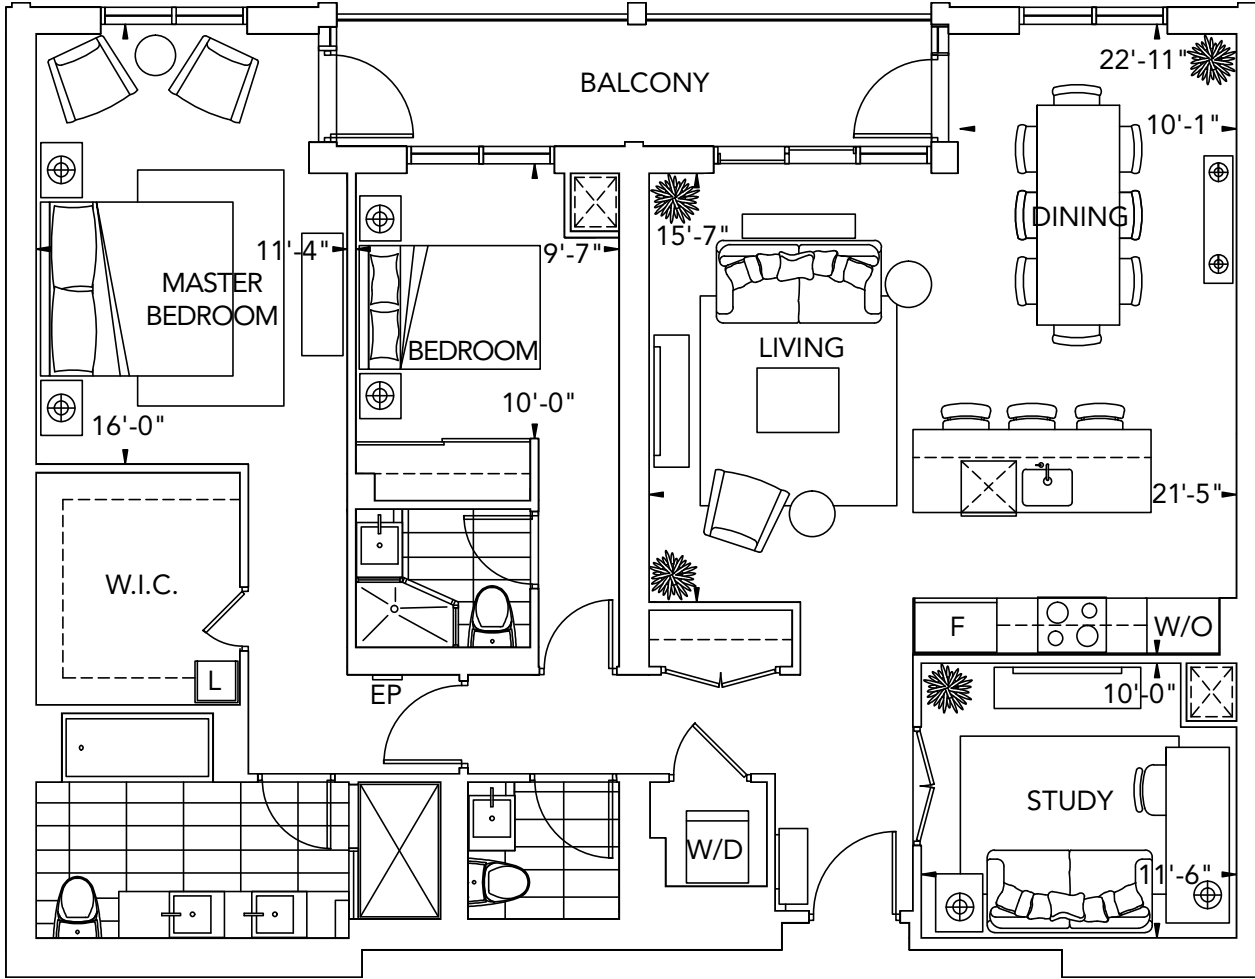 22'-11"
BALCONY
10'-1"
DINING
15'-7"
11'-4"
9'-7"
MASTER
BEDROOM
LIVING
BEDROOM
10'-0"
16'-0"
21'-5"
W.I.C.
F
W/O
L
EP
10'-0"
STUDY
W/D
11'-6"